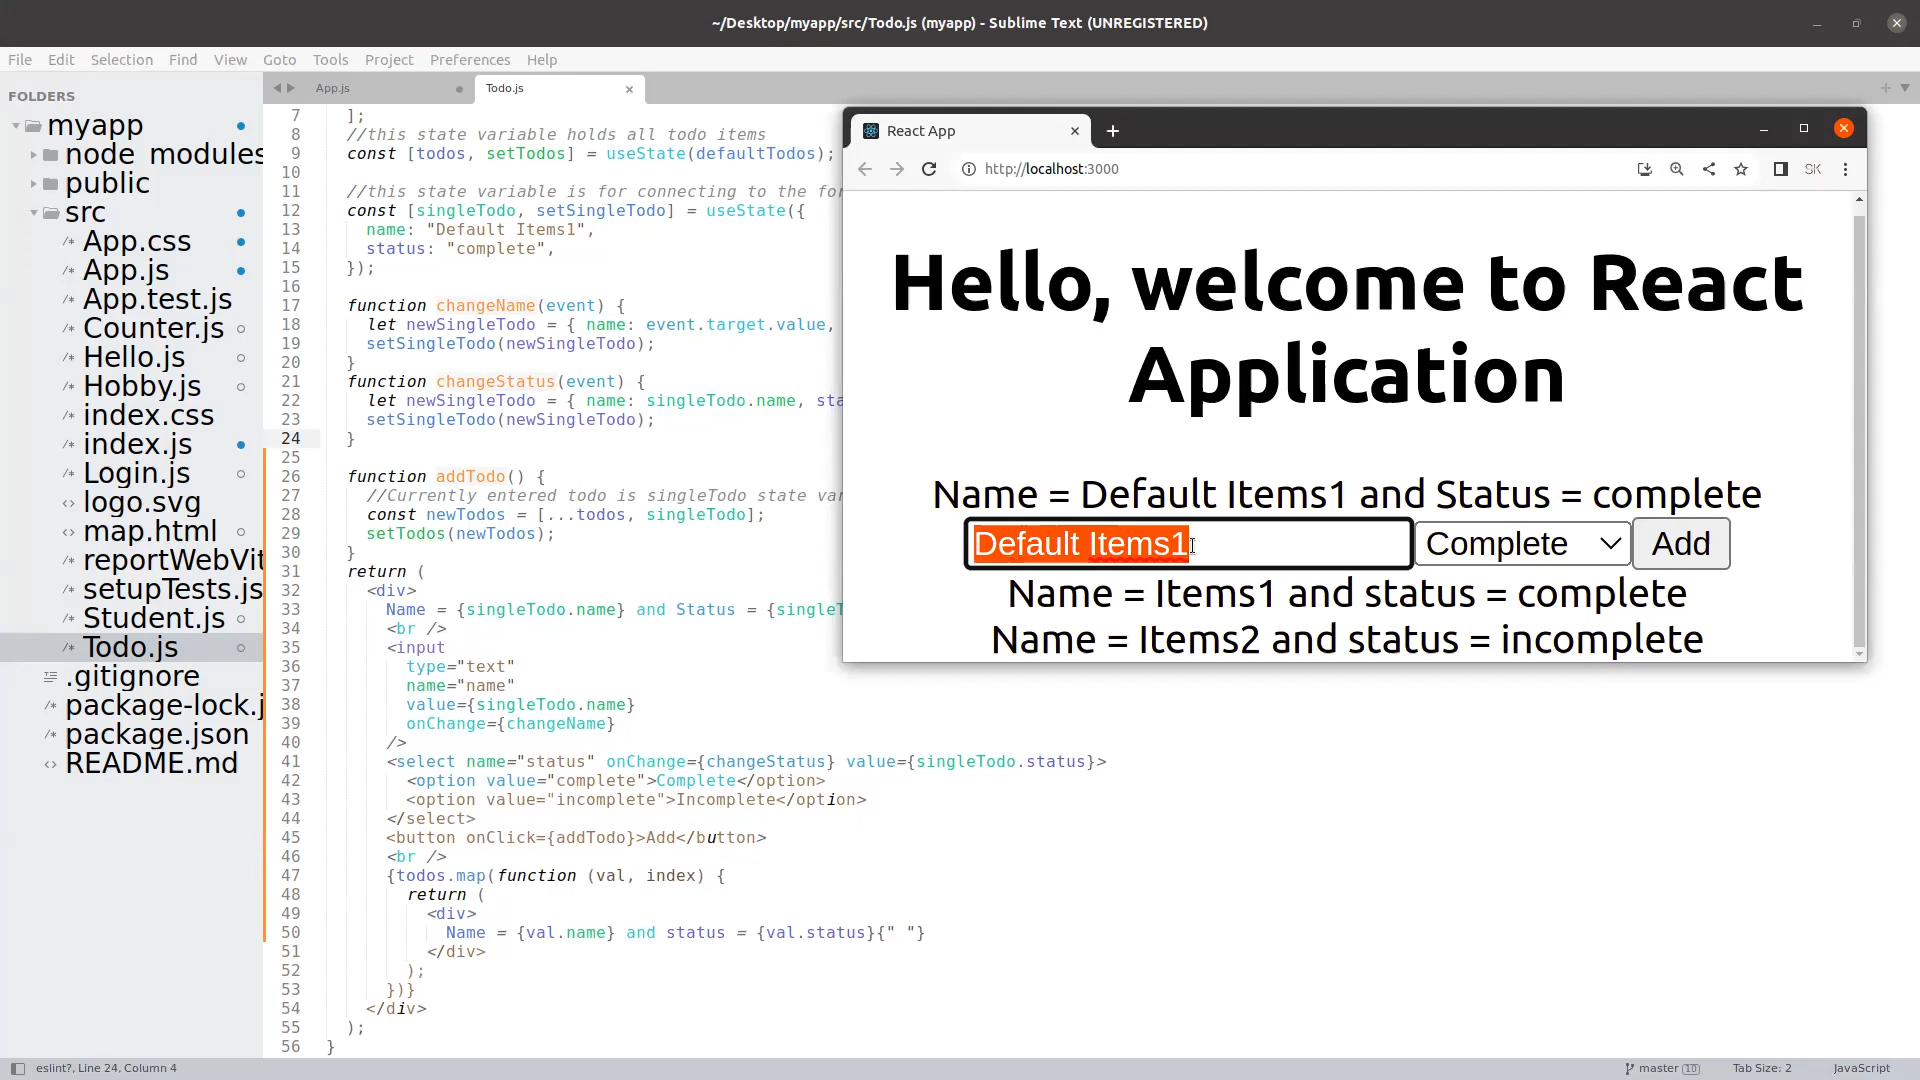 ~/Desktop/myapp/src/Todo.js (myapp) - Sublime Text (UNREGISTERED)
File Edit Selection Find View Goto Tools Project Preferences Help
FOLDERS
myapp
node_modules
public
src
App.css
App.js
App.test.js
Counter.js
Hello.js
Hobby.js
index.css
index.js
Login.js
logo.svg
map.html
reportWebVit
setupTests.js
Student.js
Todo.js
.gitignore
package-lock.j
package.json
README.md
App.js
Todo.js
7 ];
8 //this state variable holds all todo items
9 const [todos, setTodos] = useState(defaultTodos);
10
11 //this state variable is for connecting to the for
12 const [singleTodo, setSingleTodo] = useState({
13 name: "Default Items1",
14 status: "complete",
15 });
16
17 function changeName(event) {
18 let newSingleTodo = { name: event.target.value,
19 setSingleTodo(newSingleTodo);
20 }
21 function changeStatus(event) {
22 let newSingleTodo = { name: singleTodo.name, sta
23 setSingleTodo(newSingleTodo);
24 }
25
26 function addTodo() {
27 //Currently entered todo is singleTodo state var
28 const newTodos = [...todos, singleTodo];
29 setTodos(newTodos);
30 }
31 return (
32 <div>
33 Name = {singleTodo.name} and Status = {singleT
34 <br />
35 <input
36 type="text"
37 name="name"
38 value={singleTodo.name}
39 onChange={changeName}
40 />
41 <select name="status" onChange={changeStatus} value={singleTodo.status}>
42 <option value="complete">Complete</option>
43 <option value="incomplete">Incomplete</option>
44 </select>
45 <button onClick={addTodo}>Add</button>
46 <br />
47 {todos.map(function (val, index) {
48 return (
49 <div>
50 Name = {val.name} and status = {val.status}{" "}
51 </div>
52 );
53 })}
54 </div>
55 );
56 }
React App
http://localhost:3000
SK
Hello, welcome to React
Application
Name = Default Items1 and Status = complete
Default Items1 Complete Add
Name = Items1 and status = complete
Name = Items2 and status = incomplete
eslint?, Line 24, Column 4
master 10 Tab Size: 2 JavaScript